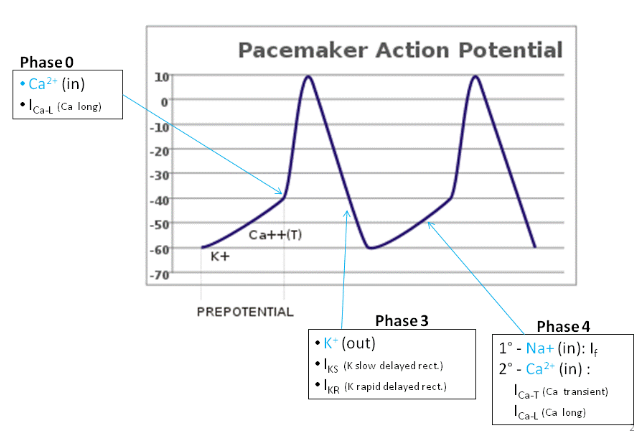 Pacemaker Action Potential
Phase 0
• Ca2+ (in)
• ICa-L (Ca long)
10
0
-10
-20
-30
-40
-50
-60
-70
Ca++(T)
K+
PREPOTENTIAL
Phase 3
• K+ (out)
• IKS (K slow delayed rect.)
• IKR (K rapid delayed rect.)
Phase 4
1° - Na+ (in): If
2° - Ca2+ (in) :
ICa-T (Ca transient)
ICa-L (Ca long)